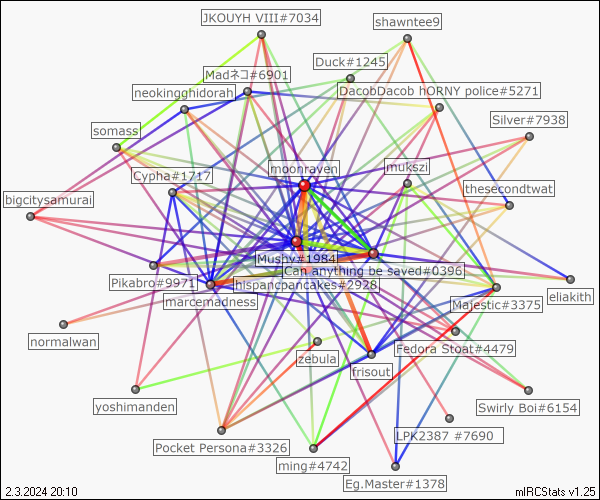 JKOUYH VIII#7034
shawntee9
Duck#1245
Madネコ#6901
neokingghidorah
DacobDacob hORNY police#5271
Silver#7938
somass
moonraven
mukszi
Cypha#1717
thesecondtwat
bigcitysamurai
Mushy#1984
Can anything be saved#0396
Pikabro#9971
hispancpancakes#2928
eliakith
marcemadness
Majestic#3375
normalwan
Fedora Stoat#4479
zebula
frisout
yoshimanden
Swirly Boi#6154
LPK2387 #7690
Pocket Persona#3326
ming#4742
Eg.Master#1378
2.3.2024 20:10
mIRCStats v1.25